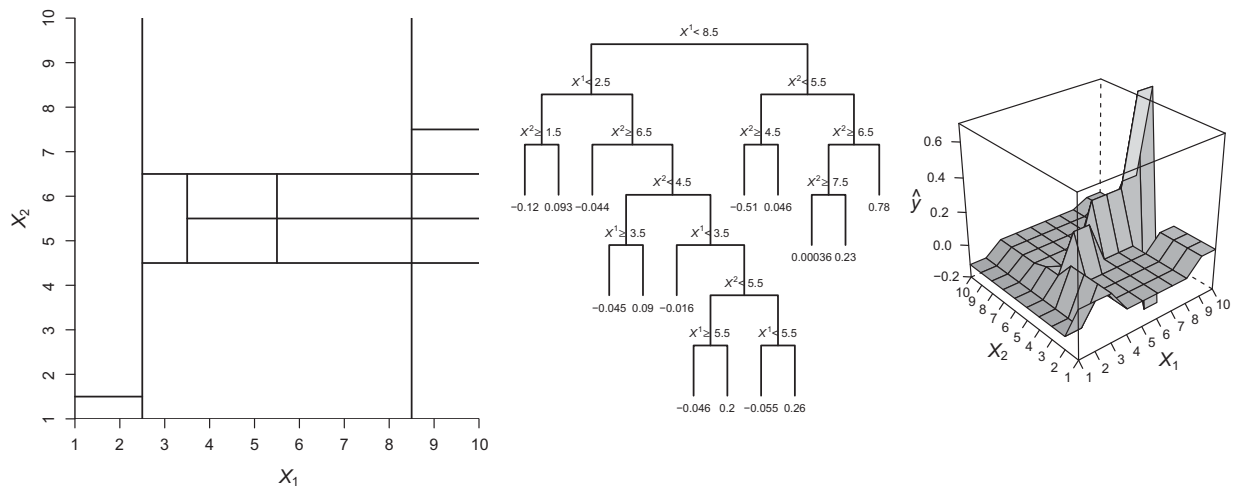 10
9
8
7
6
5
4
3
2
1
X₂
1 2 3 4 5 6 7 8 9 10
X₁
X¹< 8.5
X¹< 2.5 X²< 5.5
X²≥ 1.5 X²≥ 6.5 X²≥ 4.5 X²≥ 6.5
−0.12 0.093 −0.044 X²< 4.5 −0.51 0.046 X²≥ 7.5 0.78
X¹≥ 3.5 X¹< 3.5 0.00036 0.23
−0.045 0.09 −0.016 X²< 5.5
X¹≥ 5.5 X¹< 5.5
−0.046 0.2 −0.055 0.26
0.6
0.4
0.2
0.0
−0.2
ŷ
10 9 8 7 6 5 4 3 2 1
X₂
1 2 3 4 5 6 7 8 9 10
X₁